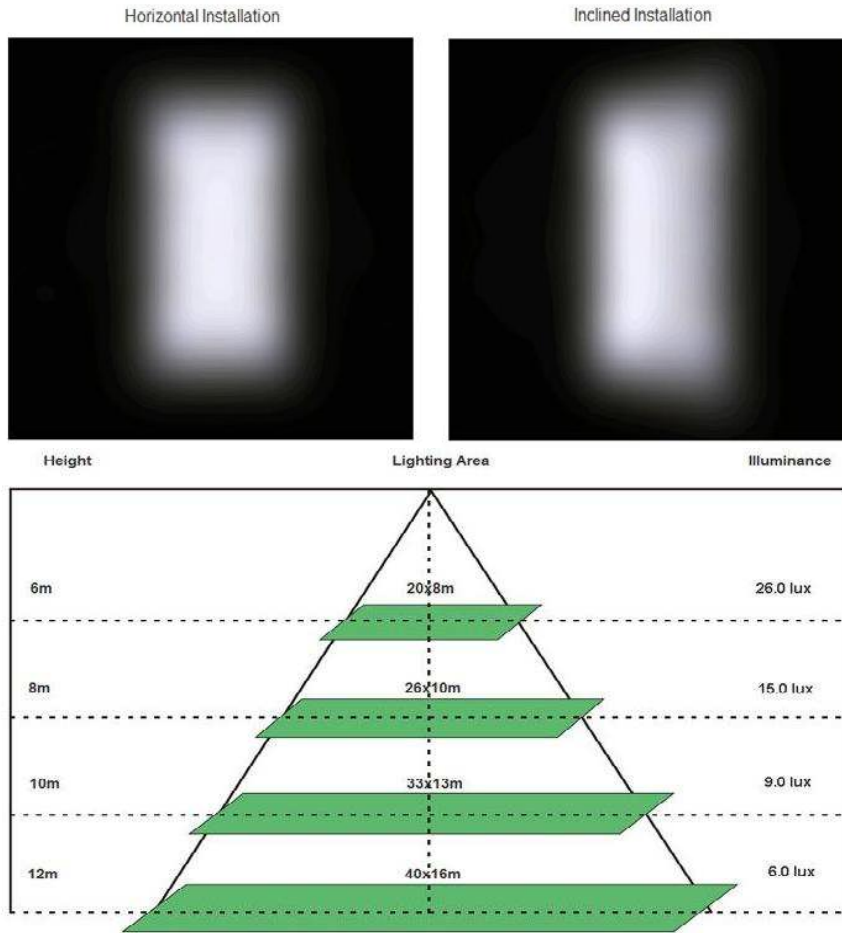 Horizontal Installation Inclined Installation
Height Lighting Area Illuminance
6m 20x8m 26.0 lux
8m 26x10m 15.0 lux
10m 33x13m 9.0 lux
12m 40x16m 6.0 lux